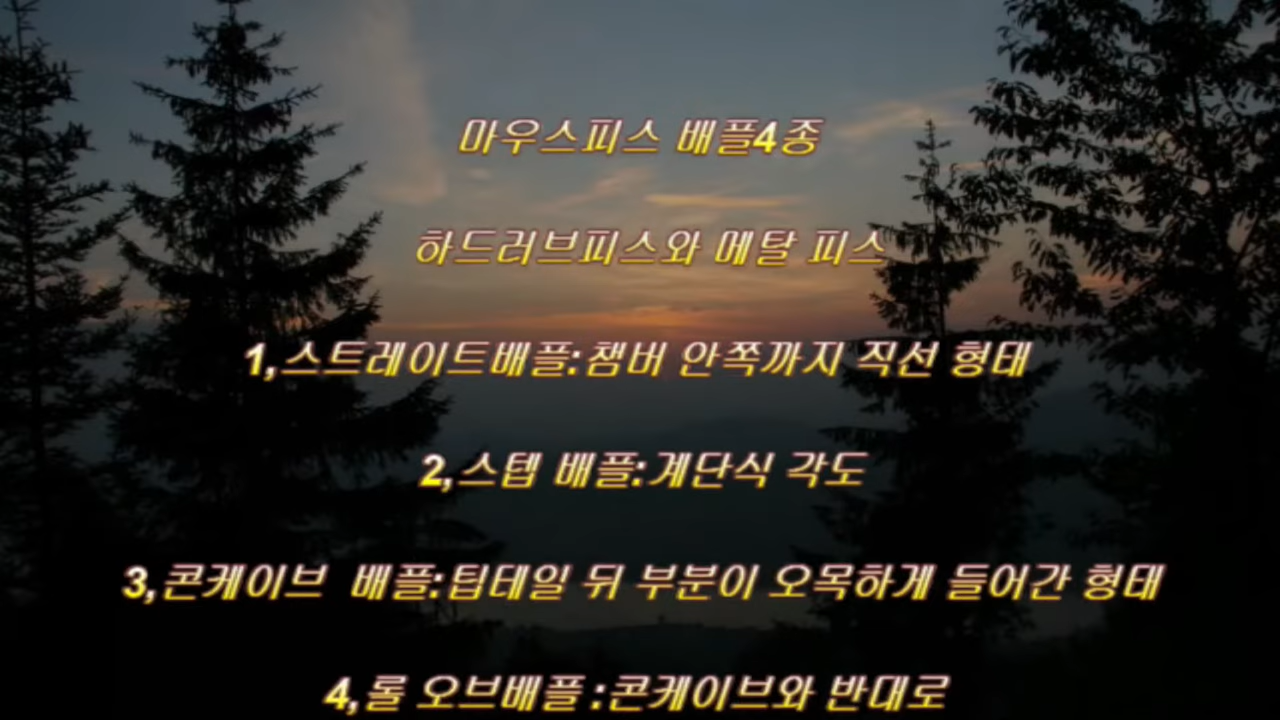 마우스피스 배플4종
하드러브피스와 메탈 피스
1,스트레이트배플:챔버 안쪽까지 직선 형태
2,스텝 배플:계단식 각도
3,콘케이브 배플:팁테일 뒤 부분이 오목하게 들어간 형태
4,롤 오브배플 :콘케이브와 반대로